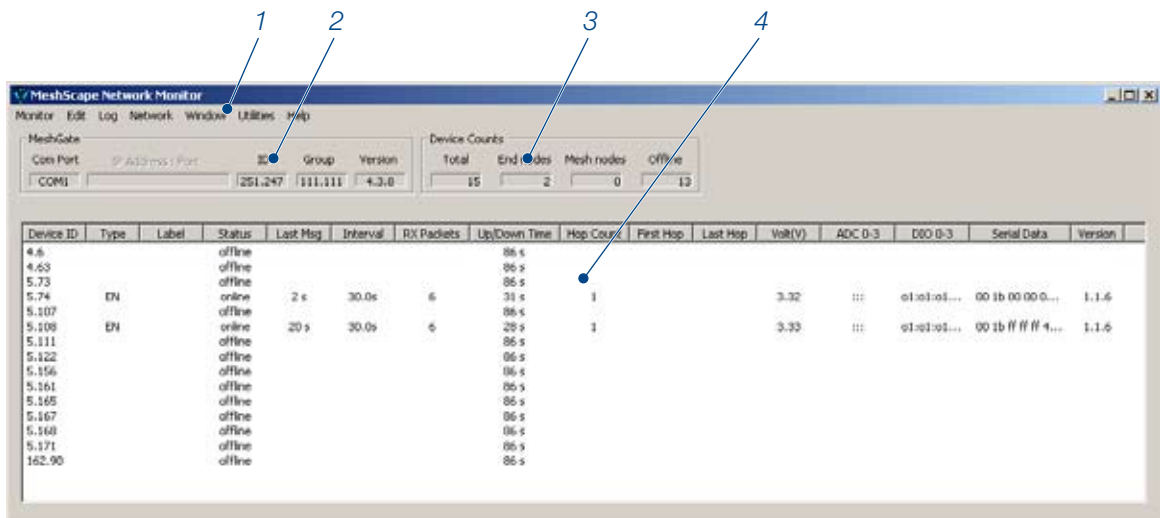 1 2 3 4
MeshScape Network Monitor
Monitor Edit Log Network Window Utilities Help
MeshGate Device Counts
Com Port IP Address : Port ID Group Version Total End nodes Mesh nodes Offline
COM1 251.247 111.111 4.3.0 15 2 0 13
Device ID Type Label Status Last Msg Interval RX Packets Up/Down Time Hop Count First Hop Last Hop Volt(V) ADC 0-3 DIO 0-3 Serial Data Version
4.6 offline 86 s
4.63 offline 86 s
5.73 offline 86 s
5.74 EN online 2 s 30.0s 6 31 s 1 3.32 ::: o1:o1:o1... 00 1b 00 00 0... 1.1.6
5.107 offline 86 s
5.108 EN online 20 s 30.0s 6 28 s 1 3.33 ::: o1:o1:o1... 00 1b ff ff ff 4... 1.1.6
5.111 offline 86 s
5.122 offline 86 s
5.156 offline 86 s
5.161 offline 86 s
5.165 offline 86 s
5.167 offline 86 s
5.168 offline 86 s
5.171 offline 86 s
162.90 offline 86 s